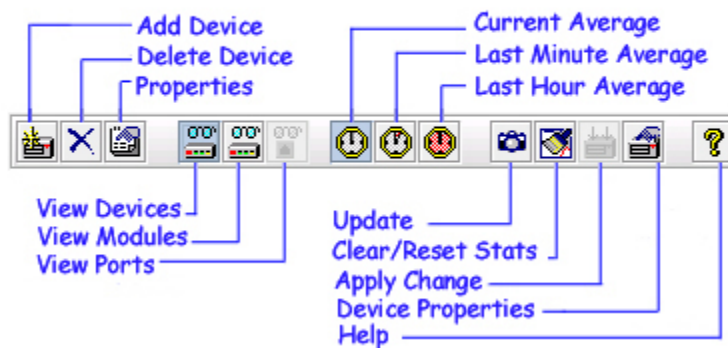 Add Device
Delete Device
Properties
Current Average
Last Minute Average
Last Hour Average
View Devices
View Modules
View Ports
Update
Clear/Reset Stats
Apply Change
Device Properties
Help